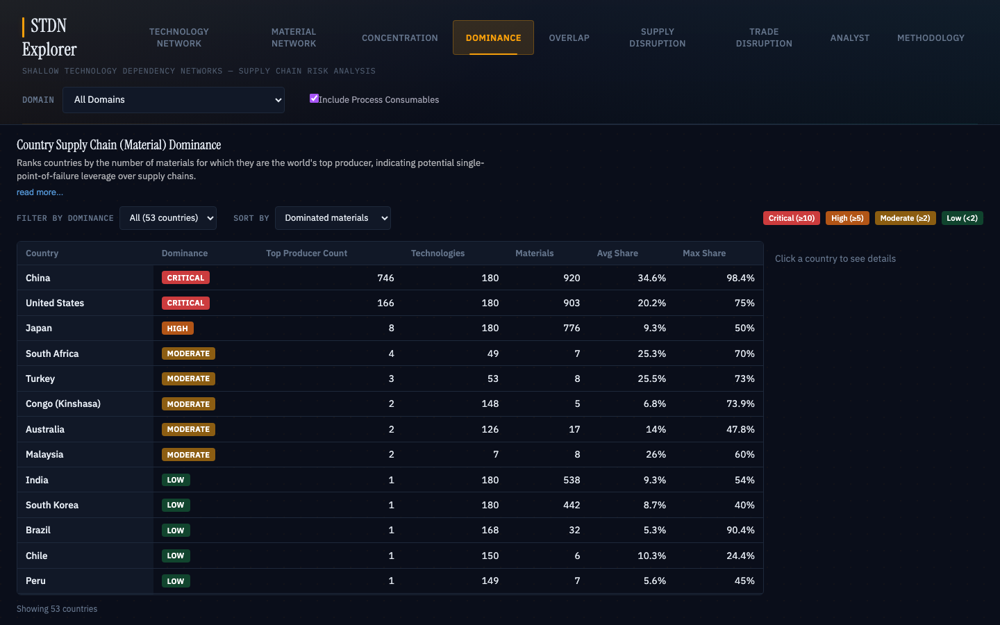 STDN
Explorer
TECHNOLOGY
NETWORK
MATERIAL
NETWORK
CONCENTRATION
DOMINANCE
OVERLAP
SUPPLY
DISRUPTION
TRADE
DISRUPTION
ANALYST
METHODOLOGY
SHALLOW TECHNOLOGY DEPENDENCY NETWORKS — SUPPLY CHAIN RISK ANALYSIS
DOMAIN All Domains Include Process Consumables
Country Supply Chain (Material) Dominance
Ranks countries by the number of materials for which they are the world's top producer, indicating potential single-
point-of-failure leverage over supply chains.
read more...
FILTER BY DOMINANCE All (53 countries) SORT BY Dominated materials Critical (≥10) High (≥5) Moderate (≥2) Low (<2)
Country Dominance Top Producer Count Technologies Materials Avg Share Max Share
China CRITICAL 746 180 920 34.6% 98.4%
United States CRITICAL 166 180 903 20.2% 75%
Japan HIGH 8 180 776 9.3% 50%
South Africa MODERATE 4 49 7 25.3% 70%
Turkey MODERATE 3 53 8 25.5% 73%
Congo (Kinshasa) MODERATE 2 148 5 6.8% 73.9%
Australia MODERATE 2 126 17 14% 47.8%
Malaysia MODERATE 2 7 8 26% 60%
India LOW 1 180 538 9.3% 54%
South Korea LOW 1 180 442 8.7% 40%
Brazil LOW 1 168 32 5.3% 90.4%
Chile LOW 1 150 6 10.3% 24.4%
Peru LOW 1 149 7 5.6% 45%
Click a country to see details
Showing 53 countries